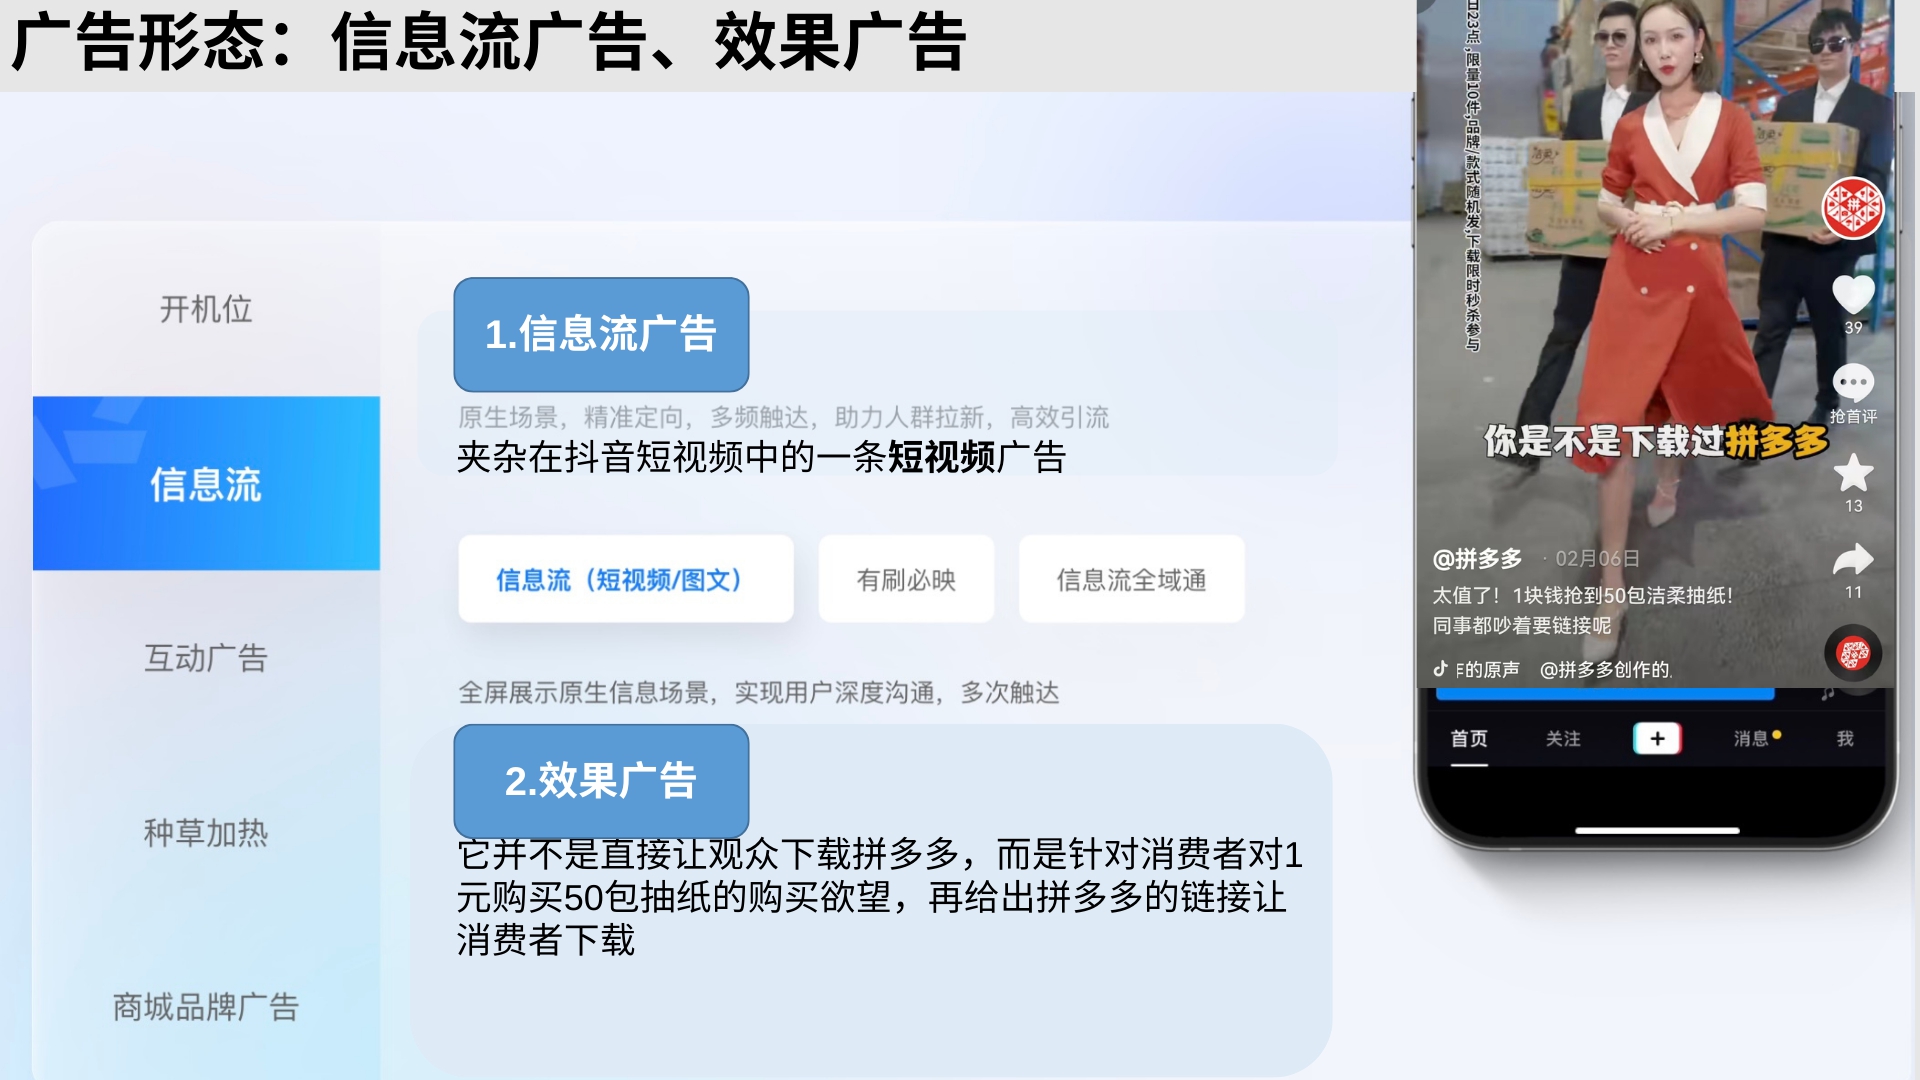 广告形态：信息流广告、效果广告
开机位
信息流
互动广告
种草加热
商城品牌广告
1.信息流广告
原生场景，精准定向，多频触达，助力人群拉新，高效引流
夹杂在抖音短视频中的一条短视频广告
信息流（短视频/图文）
有刷必映
信息流全域通
全屏展示原生信息场景，实现用户深度沟通，多次触达
2.效果广告
它并不是直接让观众下载拼多多，而是针对消费者对1
元购买50包抽纸的购买欲望，再给出拼多多的链接让
消费者下载
23点,限量10件,品牌/款式随机发,下载限时秒杀参与
拼
39
抢首评
你是不是下载过拼多多
13
@拼多多 · 02月06日
11
太值了！1块钱抢到50包洁柔抽纸！
同事都吵着要链接呢
的原声 @拼多多创作的
首页
关注
消息
我